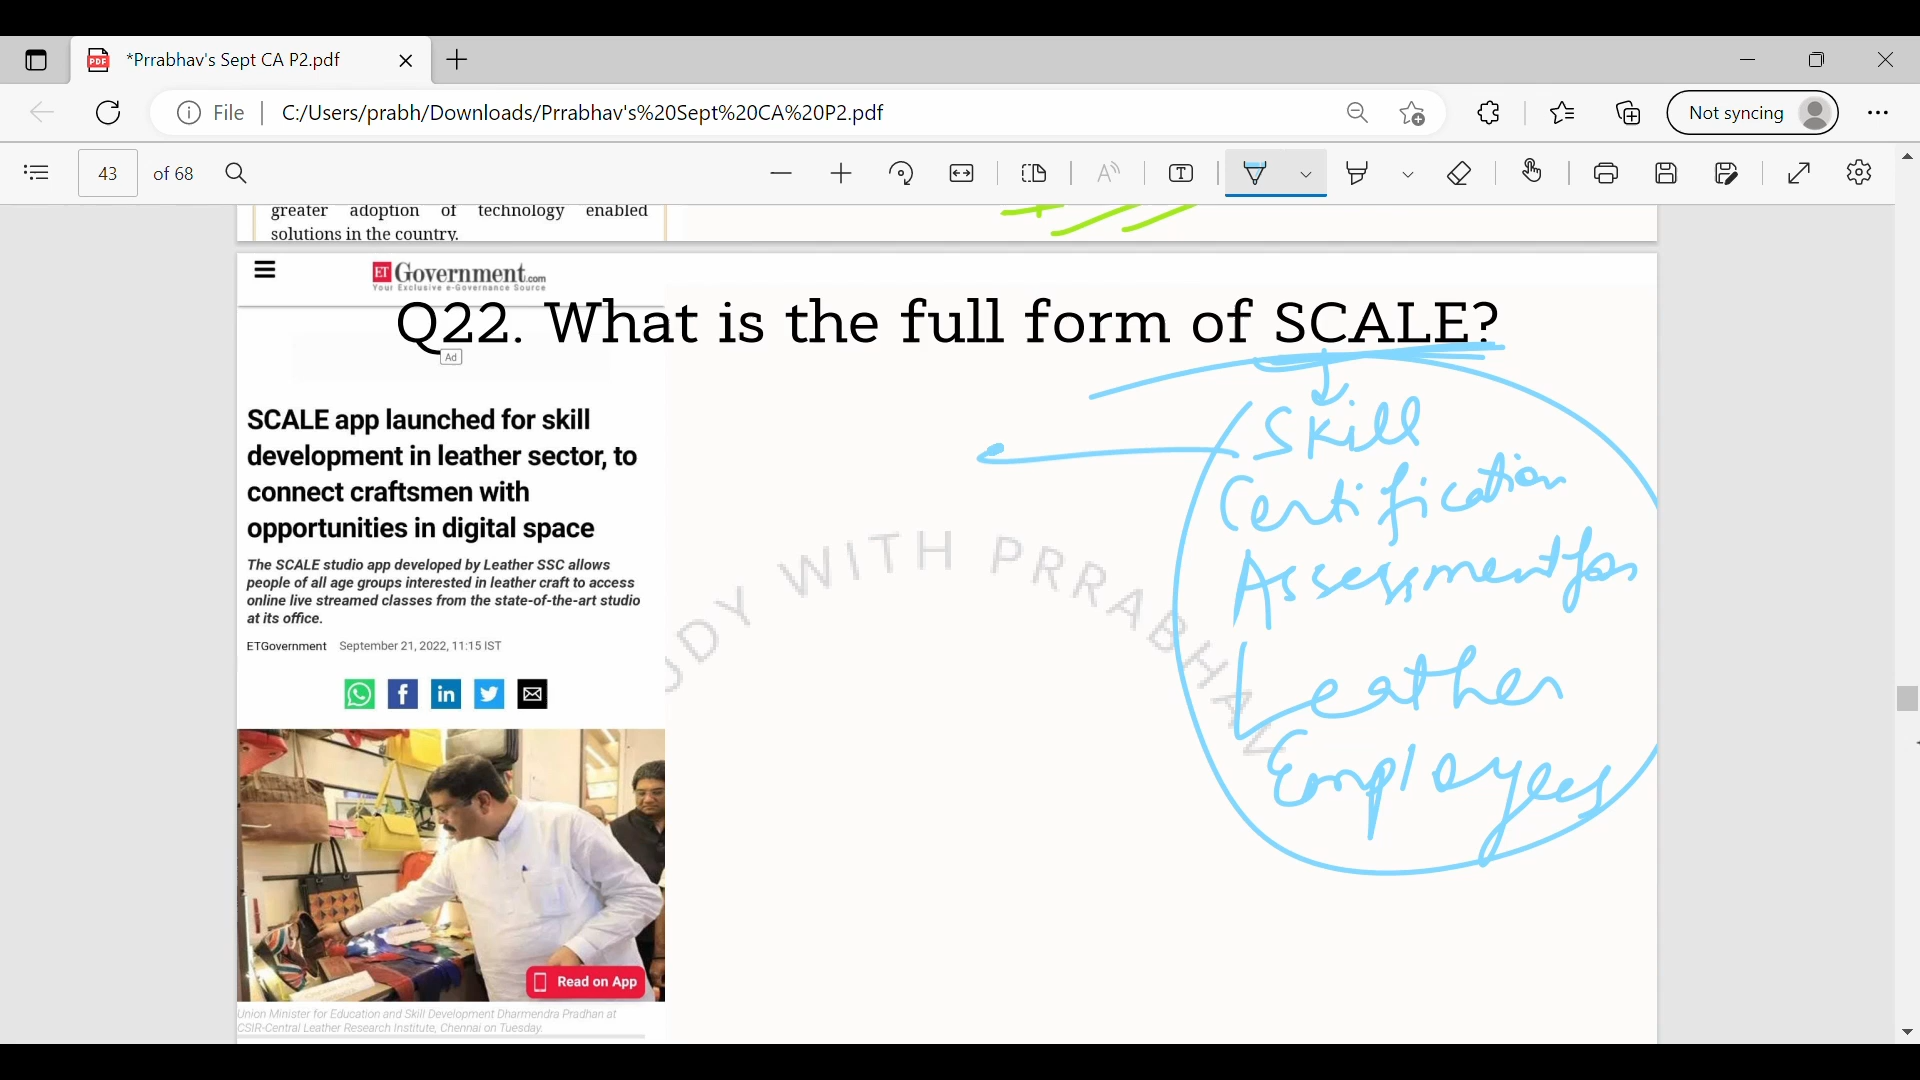 *Prrabhav's Sept CA P2.pdf
File
C:/Users/prabh/Downloads/Prrabhav's%20Sept%20CA%20P2.pdf
Not syncing
43 of 68
greater adoption of technology enabled
solutions in the country.
ET Government.com
Your Exclusive e-Governance Source
Q22. What is the full form of SCALE?
Ad
SCALE app launched for skill
development in leather sector, to
connect craftsmen with
opportunities in digital space
The SCALE studio app developed by Leather SSC allows
people of all age groups interested in leather craft to access
online live streamed classes from the state-of-the-art studio
at its office.
ETGovernment September 21, 2022, 11:15 IST
Read on App
Union Minister for Education and Skill Development Dharmendra Pradhan at
CSIR-Central Leather Research Institute, Chennai on Tuesday.
Skill
Certification
Assessment for
Leather
Employees
UDY WITH PRRABHAV